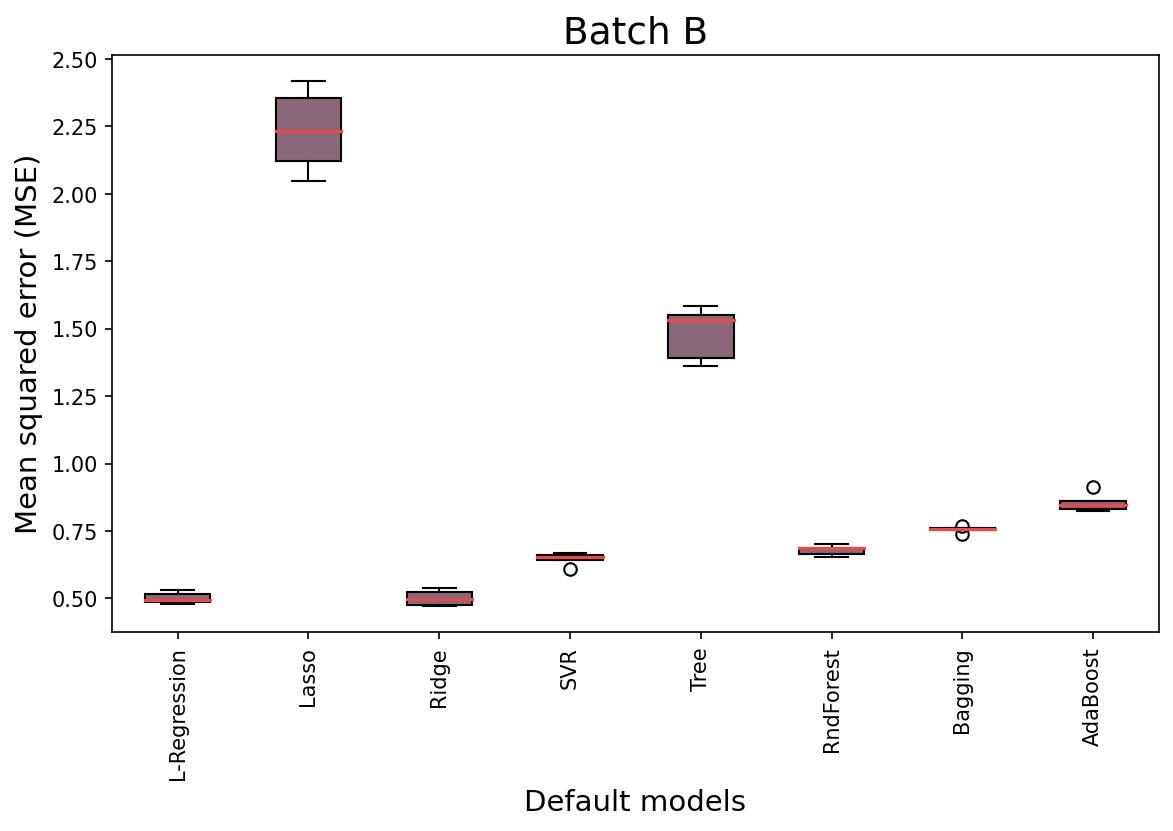 Batch B
Mean squared error (MSE)
2.50
2.25
2.00
1.75
1.50
1.25
1.00
0.75
0.50
L-Regression
Lasso
Ridge
SVR
Tree
RndForest
Bagging
AdaBoost
Default models